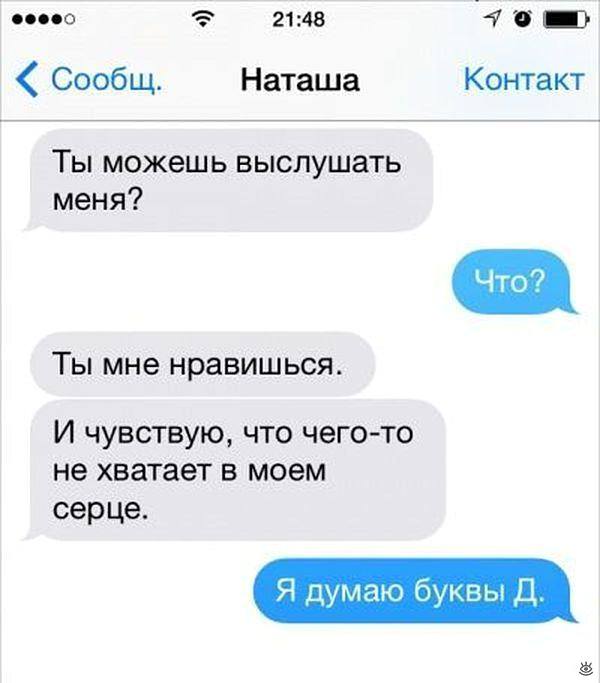 21:48
Сообщ.
Наташа
Контакт
Ты можешь выслушать
меня?
Что?
Ты мне нравишься.
И чувствую, что чего-то
не хватает в моем
серце.
Я думаю буквы Д.